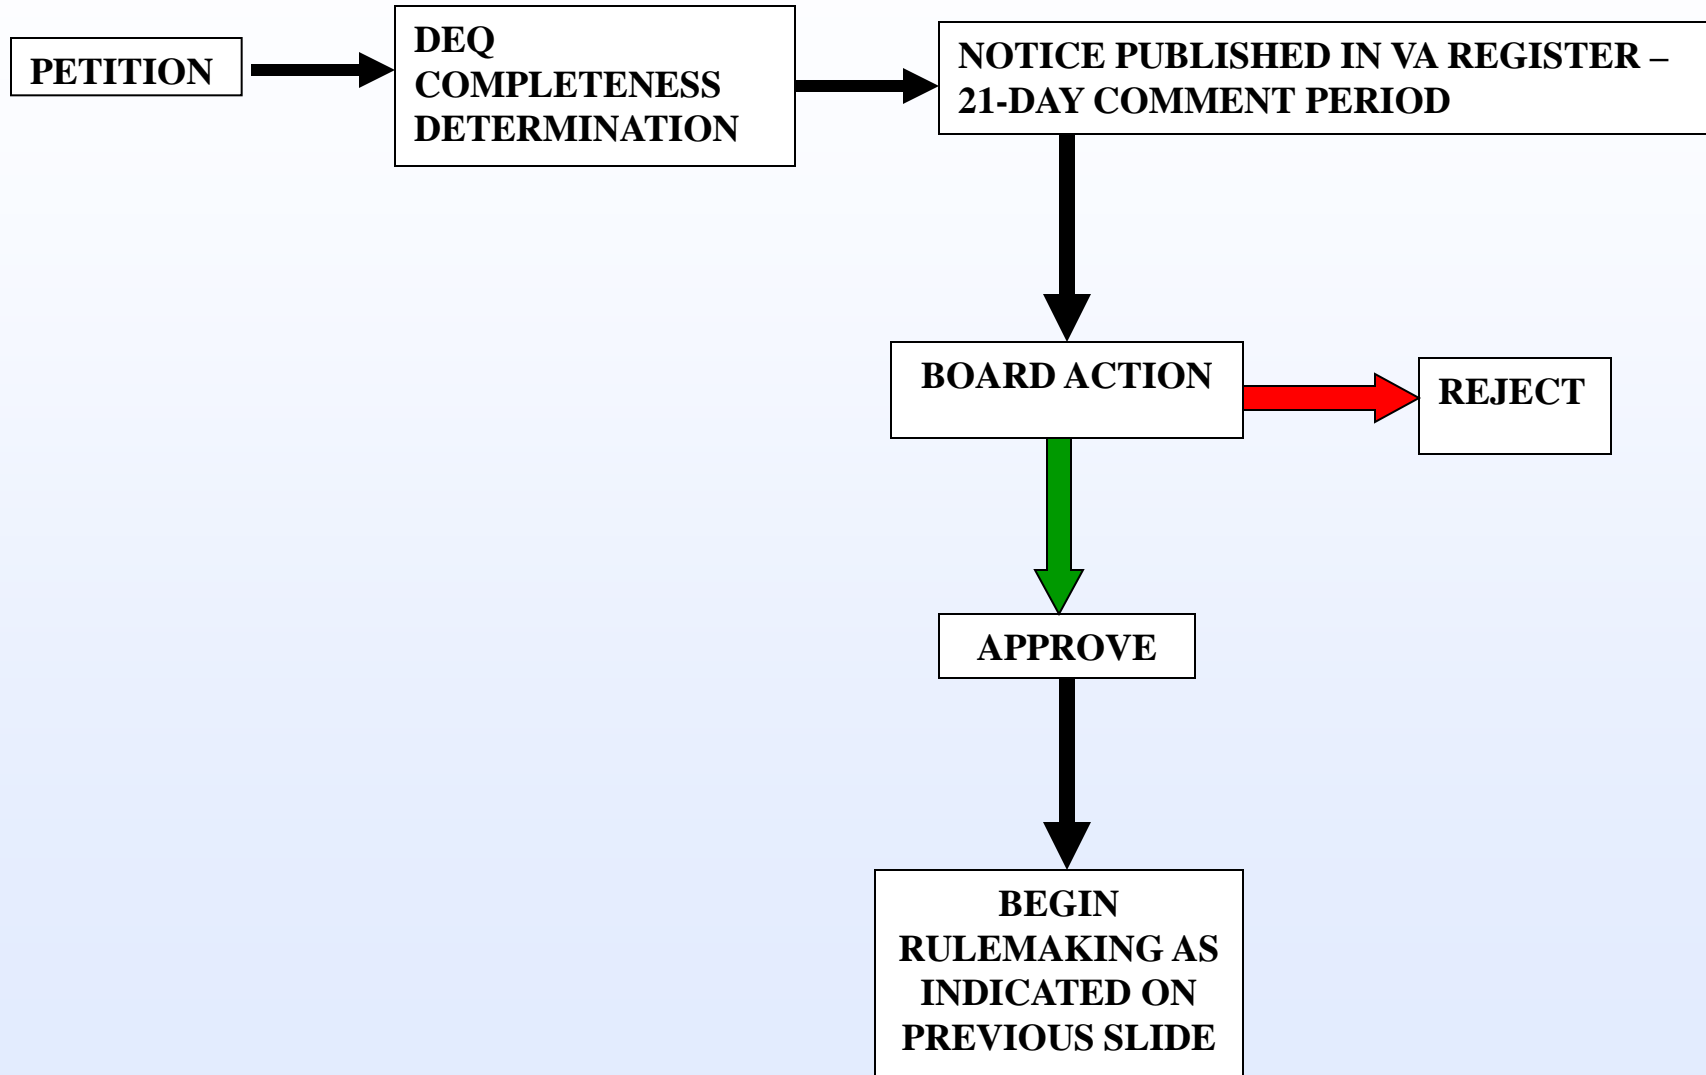 PETITION
DEQ
COMPLETENESS
DETERMINATION
NOTICE PUBLISHED IN VA REGISTER –
21-DAY COMMENT PERIOD
BOARD ACTION
REJECT
APPROVE
BEGIN
RULEMAKING AS
INDICATED ON
PREVIOUS SLIDE